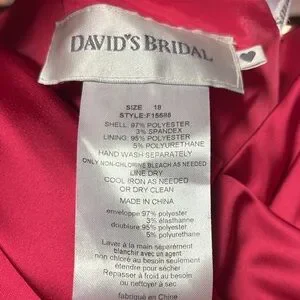 DAVID'S BRIDAL
SIZE 18
STYLE:F15586
SHELL: 97% POLYESTER
3% SPANDEX
LINING: 95% POLYESTER
5% POLYURETHANE
HAND WASH SEPARATELY
ONLY NON-CHLORINE BLEACH AS NEEDED
LINE DRY
COOL IRON AS NEEDED
OR DRY CLEAN
MADE IN CHINA
enveloppe:97% polyester
3% élasthanne
doublure:95% polyester
5% polyuréthane
Laver à la main séparément
blanchir avec un agent
non chloré au besoin seulement
étendre pour sécher
Repasser à froid au besoin
ou nettoyer à sec
fabriqué en Chine